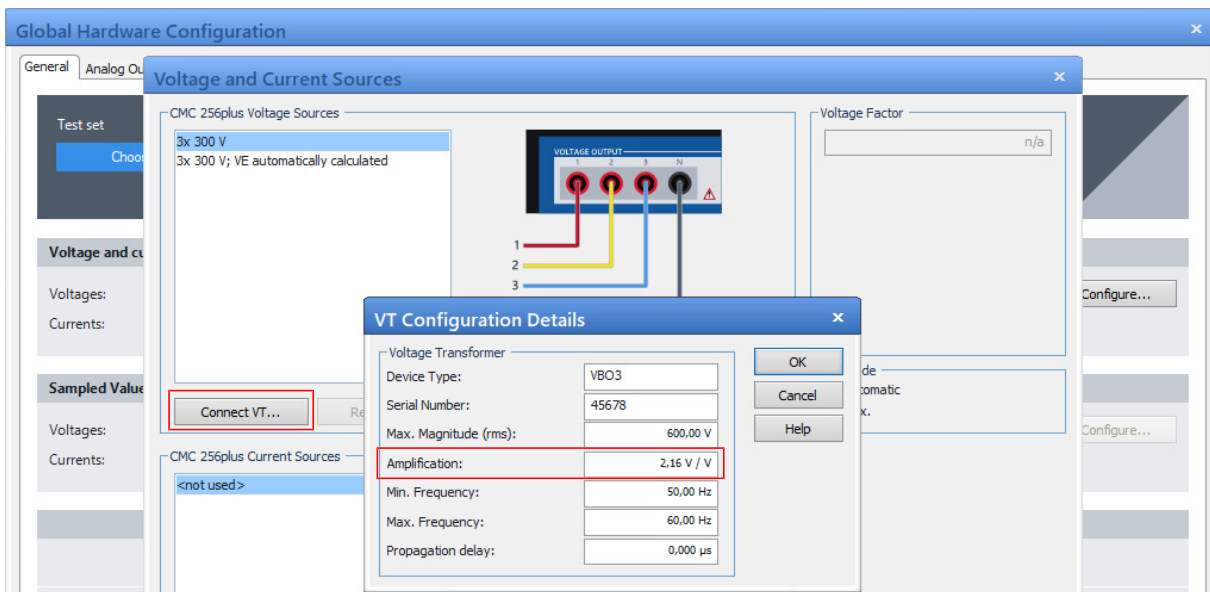 Global Hardware Configuration
General Analog Ou
Voltage and Current Sources
Test set
Choo
CMC 256plus Voltage Sources
3x 300 V
3x 300 V; VE automatically calculated
VOLTAGE OUTPUT
1 2 3 N
1
2
3
Voltage Factor
n/a
Voltage and cu
Voltages:
Currents:
Configure...
Connect VT...
Re
de
tomatic
x.
Sampled Value
Voltages:
Currents:
Configure...
CMC 256plus Current Sources
<not used>
VT Configuration Details
Voltage Transformer
Device Type: VBO3
Serial Number: 45678
Max. Magnitude (rms): 600,00 V
Amplification: 2,16 V / V
Min. Frequency: 50,00 Hz
Max. Frequency: 60,00 Hz
Propagation delay: 0,000 µs
OK
Cancel
Help